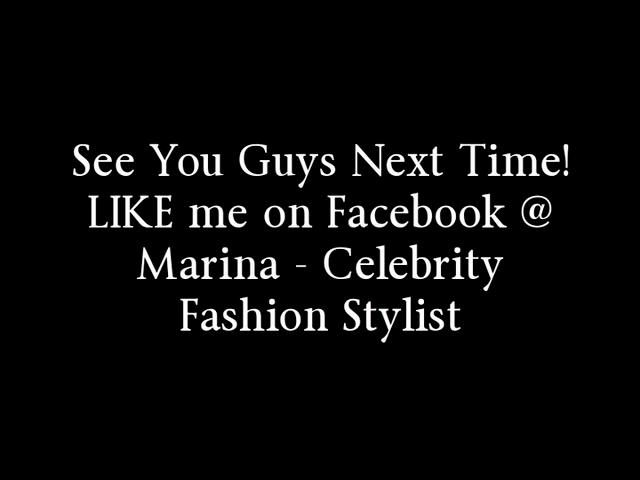 See You Guys Next Time!
LIKE me on Facebook @
Marina - Celebrity
Fashion Stylist